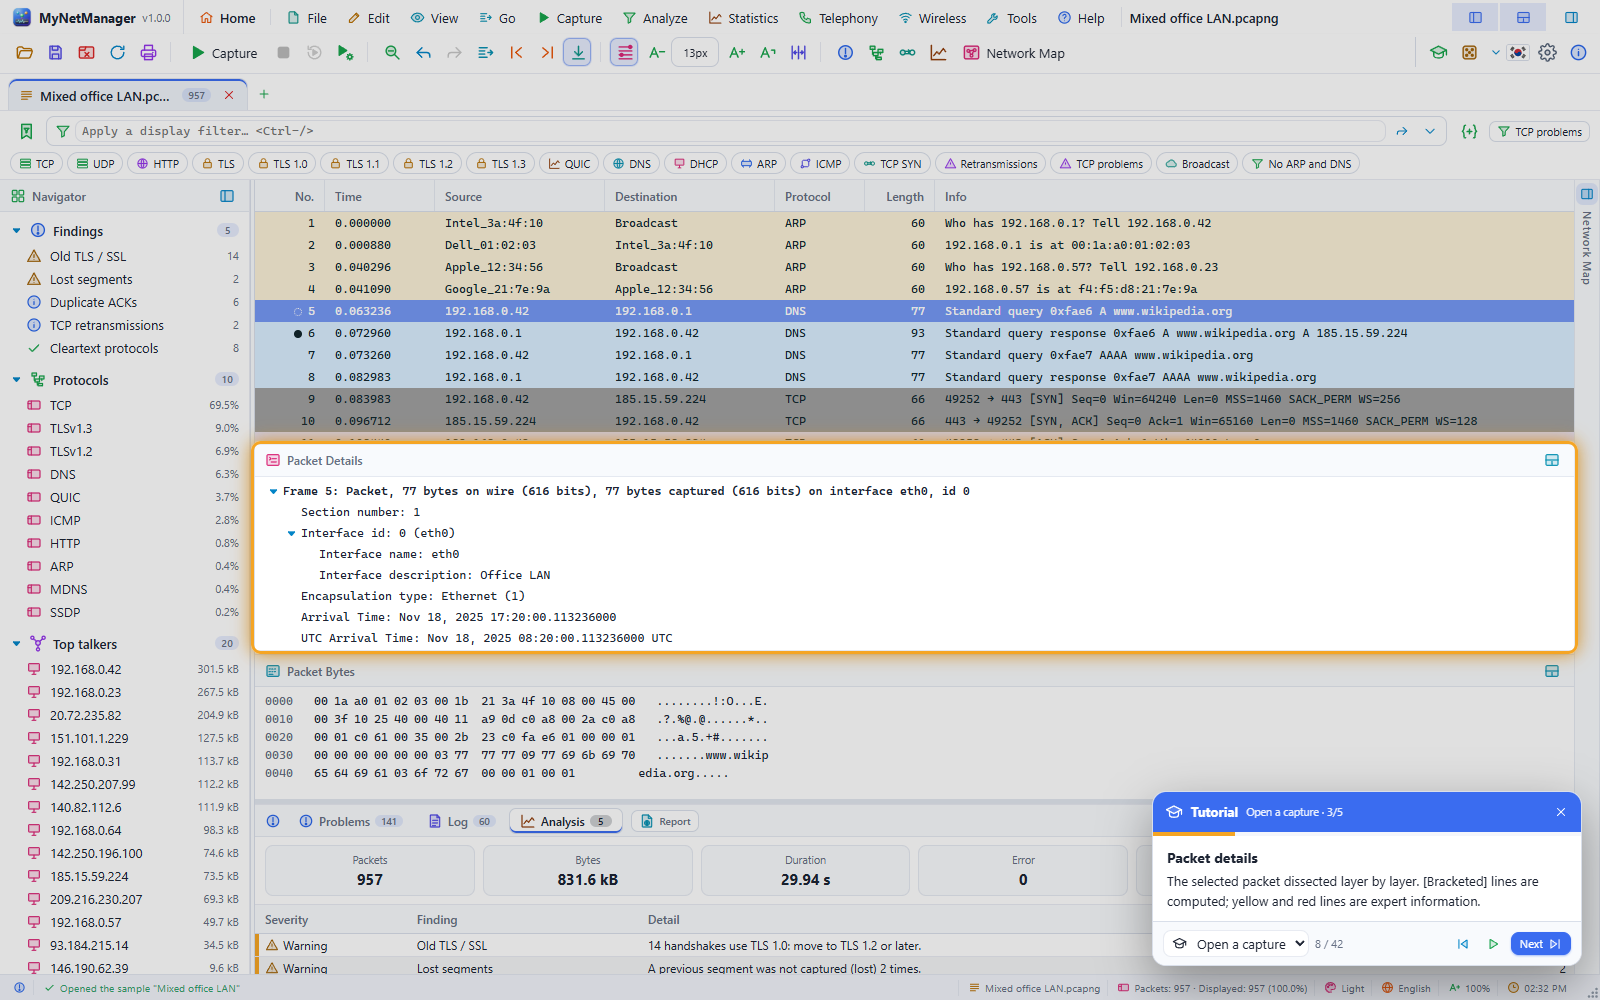 MyNetManager v1.0.0 Home File Edit View Go Capture Analyze Statistics Telephony Wireless Tools Help Mixed office LAN.pcapng
Capture A- 13px A+ Network Map
Mixed office LAN.pc... 957
Apply a display filter… <Ctrl-/> TCP problems
TCP UDP HTTP TLS TLS 1.0 TLS 1.1 TLS 1.2 TLS 1.3 QUIC DNS DHCP ARP ICMP TCP SYN Retransmissions TCP problems Broadcast No ARP and DNS
Navigator
Findings 5
Old TLS / SSL 14
Lost segments 2
Duplicate ACKs 6
TCP retransmissions 2
Cleartext protocols 8
Protocols 10
TCP 69.5%
TLSv1.3 9.0%
TLSv1.2 6.9%
DNS 6.3%
QUIC 3.7%
ICMP 2.8%
HTTP 0.8%
ARP 0.4%
MDNS 0.4%
SSDP 0.2%
Top talkers 20
192.168.0.42 301.5 kB
192.168.0.23 267.5 kB
20.72.235.82 204.9 kB
151.101.1.229 127.5 kB
192.168.0.31 113.7 kB
142.250.207.99 112.2 kB
140.82.112.6 111.9 kB
192.168.0.64 98.3 kB
142.250.196.100 74.6 kB
185.15.59.224 73.5 kB
209.216.230.207 69.3 kB
192.168.0.57 49.7 kB
93.184.215.14 34.5 kB
146.190.62.39 9.6 kB
No. Time Source Destination Protocol Length Info
1 0.000000 Intel_3a:4f:10 Broadcast ARP 60 Who has 192.168.0.1? Tell 192.168.0.42
2 0.000880 Dell_01:02:03 Intel_3a:4f:10 ARP 60 192.168.0.1 is at 00:1a:a0:01:02:03
3 0.040296 Apple_12:34:56 Broadcast ARP 60 Who has 192.168.0.57? Tell 192.168.0.23
4 0.041090 Google_21:7e:9a Apple_12:34:56 ARP 60 192.168.0.57 is at f4:f5:d8:21:7e:9a
5 0.063236 192.168.0.42 192.168.0.1 DNS 77 Standard query 0xfae6 A www.wikipedia.org
6 0.072960 192.168.0.1 192.168.0.42 DNS 93 Standard query response 0xfae6 A www.wikipedia.org A 185.15.59.224
7 0.073260 192.168.0.42 192.168.0.1 DNS 77 Standard query 0xfae7 AAAA www.wikipedia.org
8 0.082983 192.168.0.1 192.168.0.42 DNS 77 Standard query response 0xfae7 AAAA www.wikipedia.org
9 0.083983 192.168.0.42 185.15.59.224 TCP 66 49252 → 443 [SYN] Seq=0 Win=64240 Len=0 MSS=1460 SACK_PERM WS=256
10 0.096712 185.15.59.224 192.168.0.42 TCP 66 443 → 49252 [SYN, ACK] Seq=0 Ack=1 Win=65160 Len=0 MSS=1460 SACK_PERM WS=128
Network Map
Packet Details
Frame 5: Packet, 77 bytes on wire (616 bits), 77 bytes captured (616 bits) on interface eth0, id 0
Section number: 1
Interface id: 0 (eth0)
Interface name: eth0
Interface description: Office LAN
Encapsulation type: Ethernet (1)
Arrival Time: Nov 18, 2025 17:20:00.113236000
UTC Arrival Time: Nov 18, 2025 08:20:00.113236000 UTC
Packet Bytes
0000 00 1a a0 01 02 03 00 1b 21 3a 4f 10 08 00 45 00 ........!:O...E.
0010 00 3f 10 25 40 00 40 11 a9 0d c0 a8 00 2a c0 a8 .?.%@.@......*..
0020 00 01 c0 61 00 35 00 2b 23 c0 fa e6 01 00 00 01 ...a.5.+#.......
0030 00 00 00 00 00 00 03 77 77 77 09 77 69 6b 69 70 .......www.wikip
0040 65 64 69 61 03 6f 72 67 00 00 01 00 01 edia.org.....
Problems 141 Log 60 Analysis 5 Report
Packets 957
Bytes 831.6 kB
Duration 29.94 s
Error 0
Severity Finding Detail
Warning Old TLS / SSL 14 handshakes use TLS 1.0: move to TLS 1.2 or later.
Warning Lost segments A previous segment was not captured (lost) 2 times. 2
Tutorial Open a capture · 3/5
Packet details
The selected packet dissected layer by layer. [Bracketed] lines are
computed; yellow and red lines are expert information.
Open a capture 8 / 42 Next
Opened the sample "Mixed office LAN" Mixed office LAN.pcapng Packets: 957 · Displayed: 957 (100.0%) Light English 100% 02:32 PM